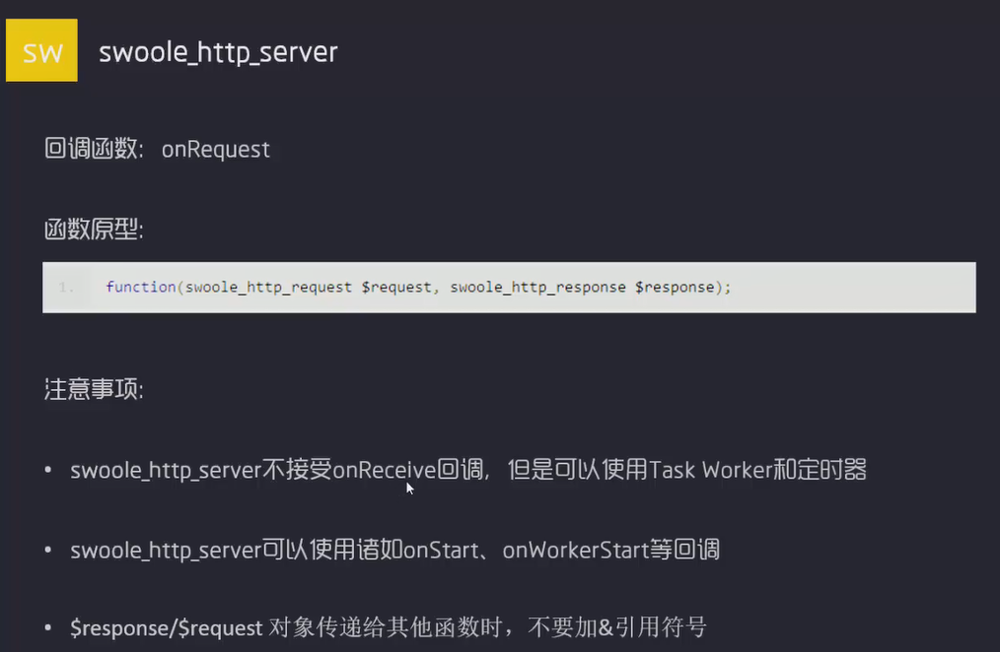 SW
swoole_http_server
回调函数: onRequest
函数原型:
1. function(swoole_http_request $request, swoole_http_response $response);
注意事项:
• swoole_http_server不接受onReceive回调, 但是可以使用Task Worker和定时器
• swoole_http_server可以使用诸如onStart、onWorkerStart等回调
• $response/$request 对象传递给其他函数时，不要加&引用符号